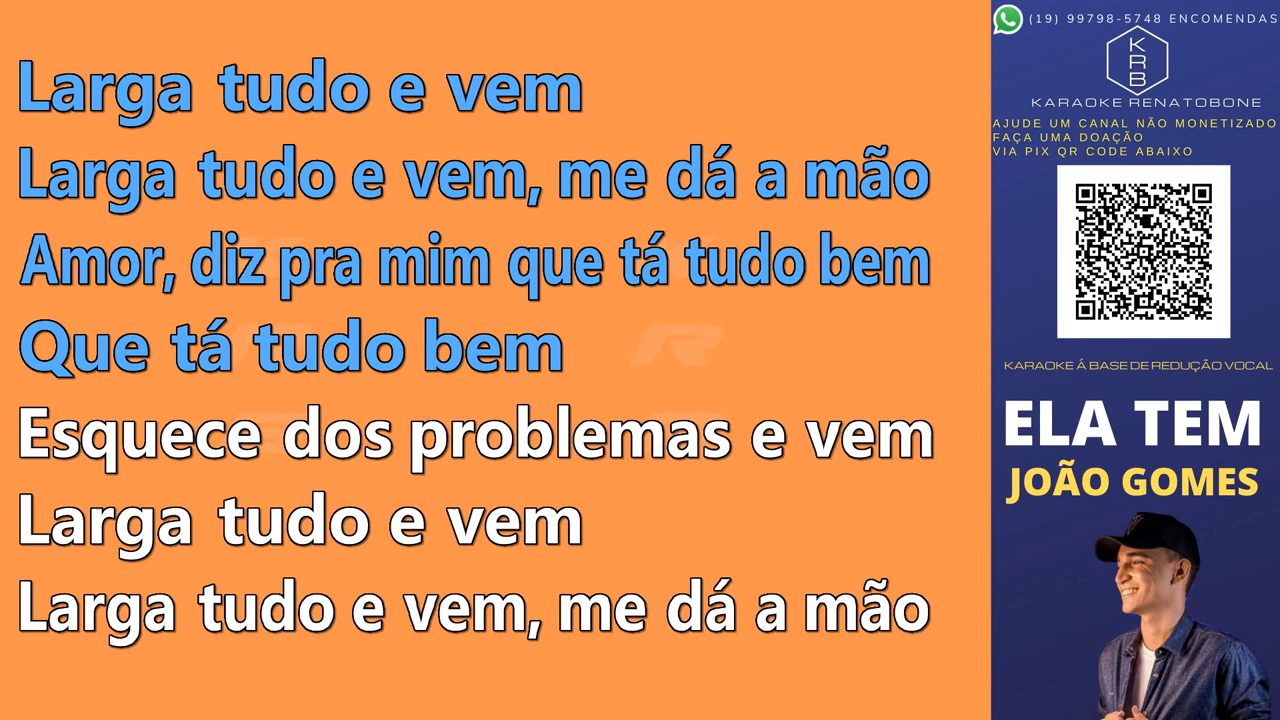 Larga tudo e vem
Larga tudo e vem, me dá a mão
Amor, diz pra mim que tá tudo bem
Que tá tudo bem
Esquece dos problemas e vem
Larga tudo e vem
Larga tudo e vem, me dá a mão
(19) 99798-5748 ENCOMENDAS
K
R
B
KARAOKE RENATOBONE
AJUDE UM CANAL NÃO MONETIZADO
FAÇA UMA DOAÇÃO
VIA PIX QR CODE ABAIXO
KARAOKE Á BASE DE REDUÇÃO VOCAL
ELA TEM
JOÃO GOMES